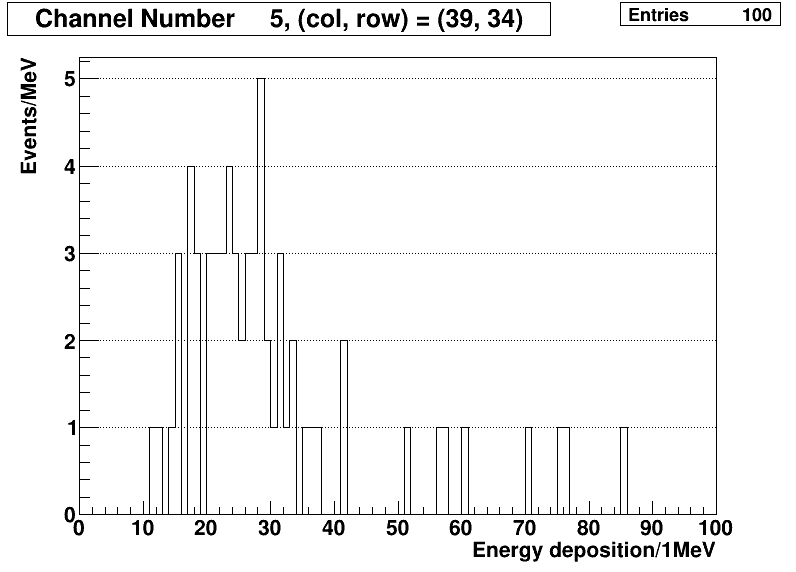 Channel Number 5, (col, row) = (39, 34)
Entries 100
Events/MeV
5
4
3
2
1
0
0 10 20 30 40 50 60 70 80 90 100
Energy deposition/1MeV